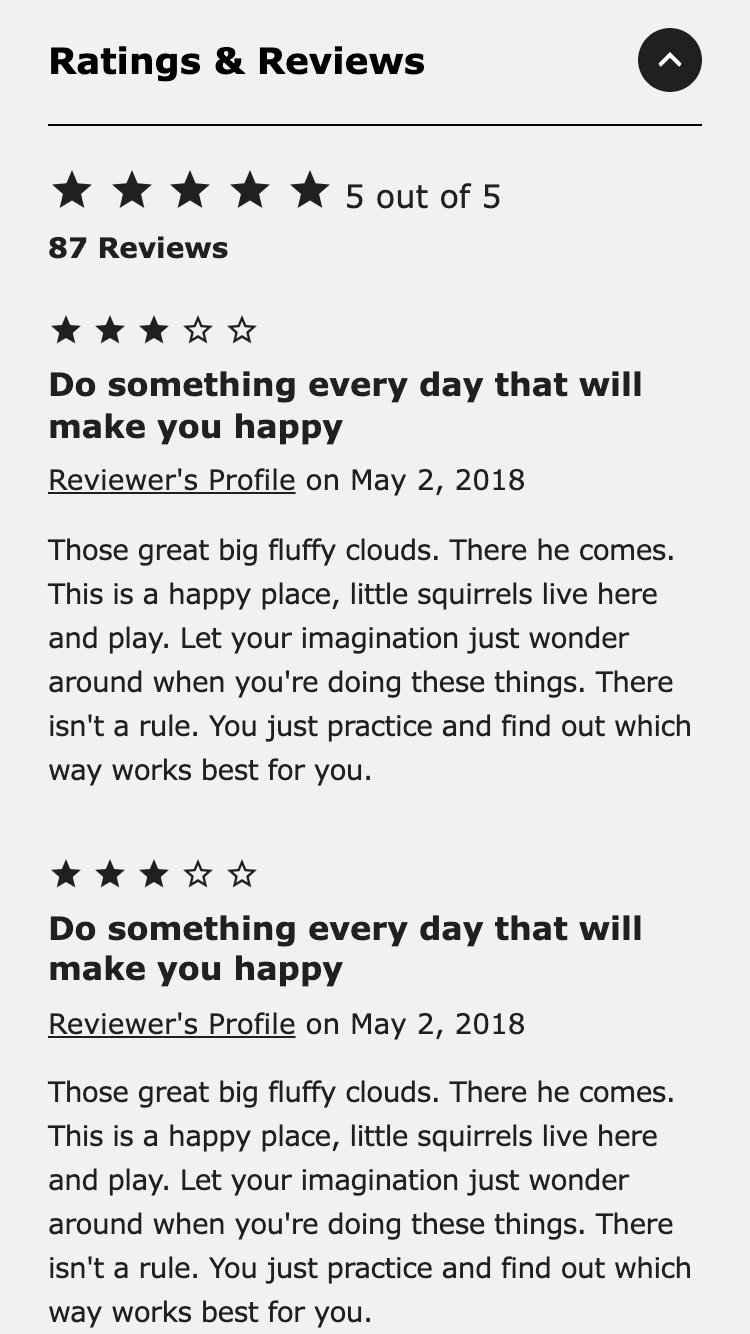 Ratings & Reviews
5 out of 5
87 Reviews
Do something every day that will
make you happy
Reviewer's Profile on May 2, 2018
Those great big fluffy clouds. There he comes.
This is a happy place, little squirrels live here
and play. Let your imagination just wonder
around when you're doing these things. There
isn't a rule. You just practice and find out which
way works best for you.
Do something every day that will
make you happy
Reviewer's Profile on May 2, 2018
Those great big fluffy clouds. There he comes.
This is a happy place, little squirrels live here
and play. Let your imagination just wonder
around when you're doing these things. There
isn't a rule. You just practice and find out which
way works best for you.